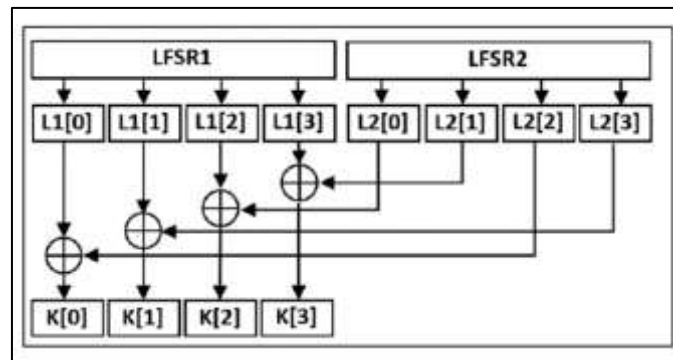 LFSR1 LFSR2
L1[0] L1[1] L1[2] L1[3] L2[0] L2[1] L2[2] L2[3]
K[0] K[1] K[2] K[3]